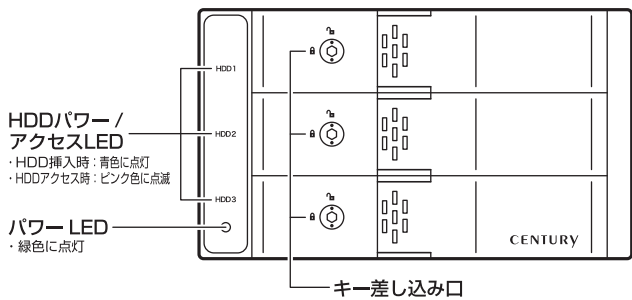 HDDパワー /
アクセスLED
・HDD挿入時：青色に点灯
・HDDアクセス時：ピンク色に点滅
パワー LED
・緑色に点灯
HDD1
HDD2
HDD3
CENTURY
キー差し込み口